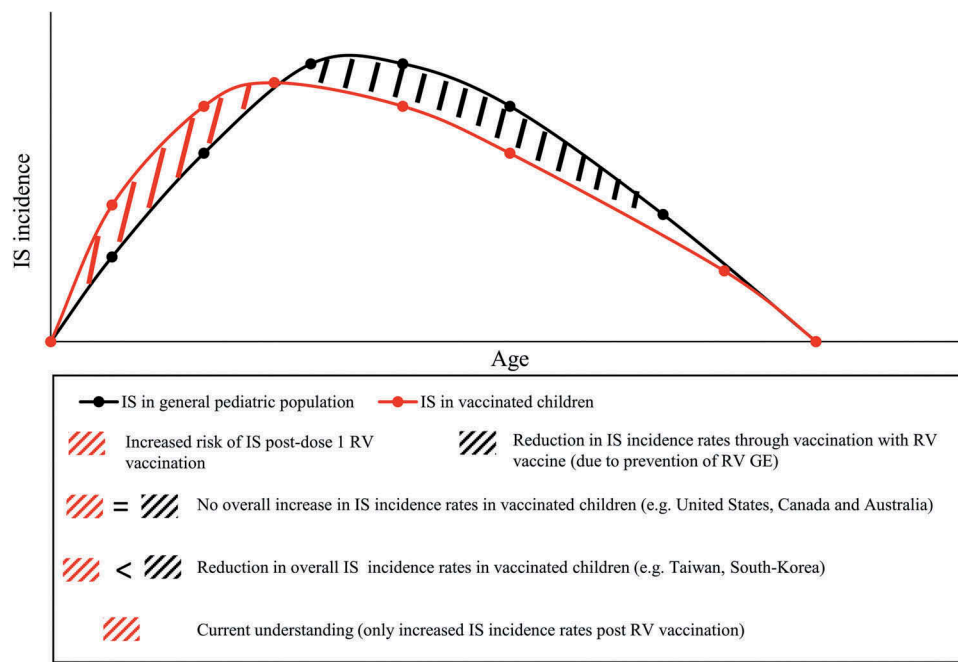 IS incidence
Age
IS in general pediatric population
IS in vaccinated children
Increased risk of IS post-dose 1 RV
vaccination
Reduction in IS incidence rates through vaccination with RV
vaccine (due to prevention of RV GE)
= No overall increase in IS incidence rates in vaccinated children (e.g. United States, Canada and Australia)
< Reduction in overall IS incidence rates in vaccinated children (e.g. Taiwan, South-Korea)
Current understanding (only increased IS incidence rates post RV vaccination)